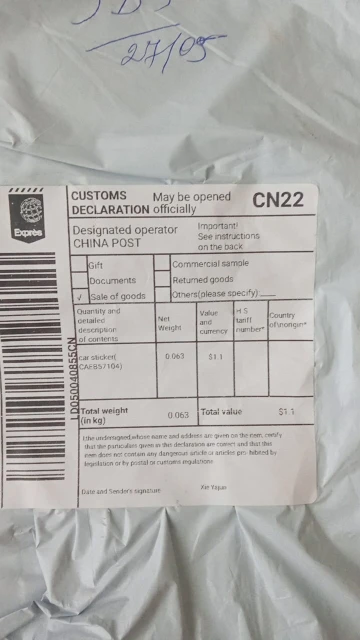 27/05
Exprès
CUSTOMS DECLARATION
May be opened officially
CN22
Designated operator
CHINA POST
Important!
See instructions
on the back
Gift
Commercial sample
Documents
Returned goods
√ Sale of goods
Others(please specify)
Quantity and
detailed
description
of contents
Net
Weight
Value
and
currency
H S
tariff
number*
Country
of inorigin*
car sticker(
CAEB57104)
0.063
$1.1
Total weight
(in kg)
0.063
Total value
$1.1
I,the undersigned,whose name and address are given on the item, certify
that the particulars given in this declaration are correct and that this
item does not contain any dangerous article or articles prohibited by
legislation or by postal or customs regulations
Date and Sender's signature
LD050040855CN